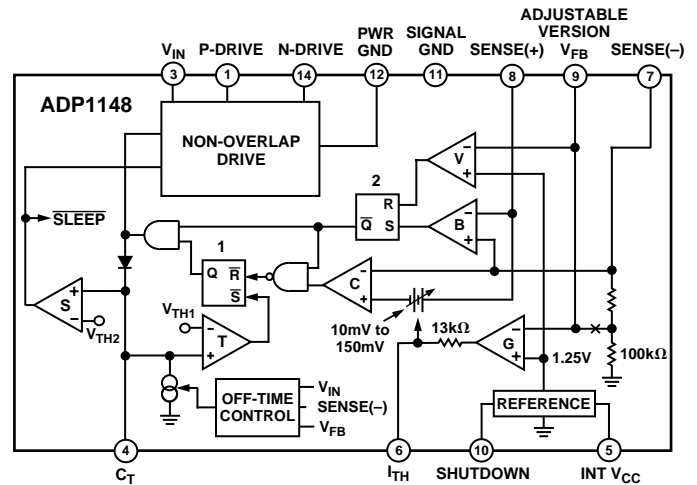 ADJUSTABLE
VERSION
V_IN P-DRIVE N-DRIVE PWR GND SIGNAL GND SENSE(+) V_FB SENSE(–)
3 1 14 12 11 8 9 7
ADP1148
NON-OVERLAP
DRIVE
SLEEP
V
–
+
2
R
Q S
B
–
+
1
Q R
S
C
–
+
S
+
–
V_TH2
V_TH1
–
T
+
10mV to
150mV
13kΩ
G
–
+
1.25V
100kΩ
OFF-TIME
CONTROL
V_IN
SENSE(–)
V_FB
REFERENCE
4 6 10 5
C_T I_TH SHUTDOWN INT V_CC